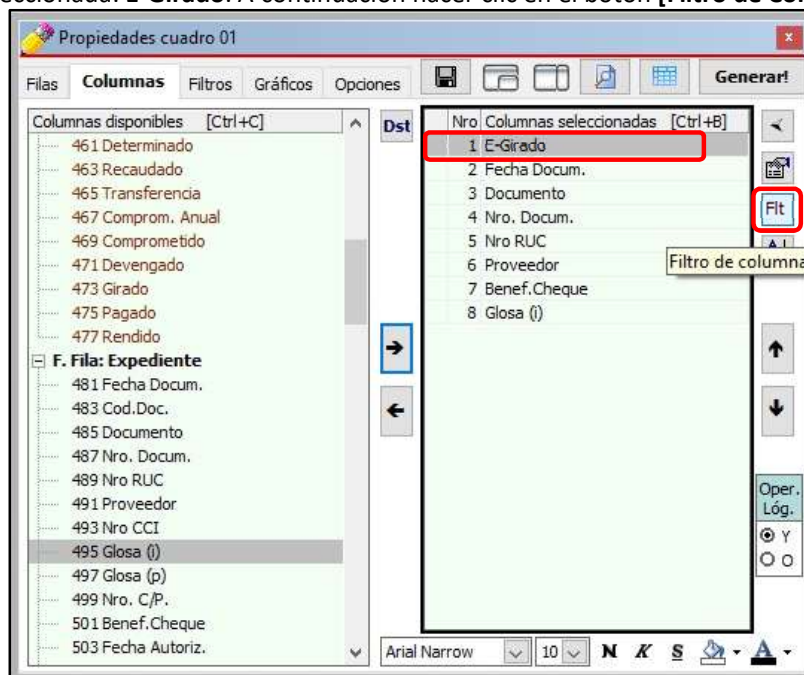 eccionada: E-Girado. A continuación hacer clic en el botón [Filtro de Co
Propiedades cuadro 01
Filas Columnas Filtros Gráficos Opciones Generar!
Columnas disponibles [Ctrl+C]
461 Determinado
463 Recaudado
465 Transferencia
467 Comprom. Anual
469 Comprometido
471 Devengado
473 Girado
475 Pagado
477 Rendido
F. Fila: Expediente
481 Fecha Docum.
483 Cod.Doc.
485 Documento
487 Nro. Docum.
489 Nro RUC
491 Proveedor
493 Nro CCI
495 Glosa (i)
497 Glosa (p)
499 Nro. C/P.
501 Benef.Cheque
503 Fecha Autoriz.
Dst
Nro Columnas seleccionadas [Ctrl+B]
1 E-Girado
2 Fecha Docum.
3 Documento
4 Nro. Docum.
5 Nro RUC
6 Proveedor
7 Benef.Cheque
8 Glosa (i)
Flt
Filtro de columna
Oper.
Lóg.
Y
O
Arial Narrow 10 N K S A